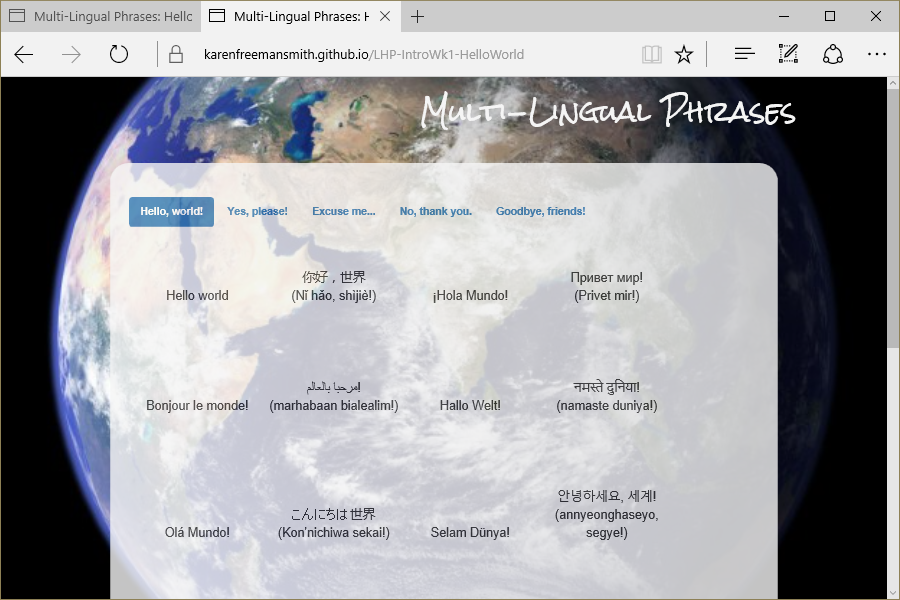 Multi-Lingual Phrases: Hello
Multi-Lingual Phrases: H
karenfreemansmith.github.io/LHP-IntroWk1-HelloWorld
Multi-Lingual Phrases
Hello, world!
Yes, please!
Excuse me...
No, thank you.
Goodbye, friends!
Hello world
你好，世界
(Nǐ hǎo, shìjiè!)
¡Hola Mundo!
Привет мир!
(Privet mir!)
Bonjour le monde!
مرحبا بالعالم!
(marhabaan bialealim!)
Hallo Welt!
नमस्ते दुनिया!
(namaste duniya!)
Olá Mundo!
こんにちは世界
(Kon'nichiwa sekai!)
Selam Dünya!
안녕하세요, 세계!
(annyeonghaseyo,
segye!)